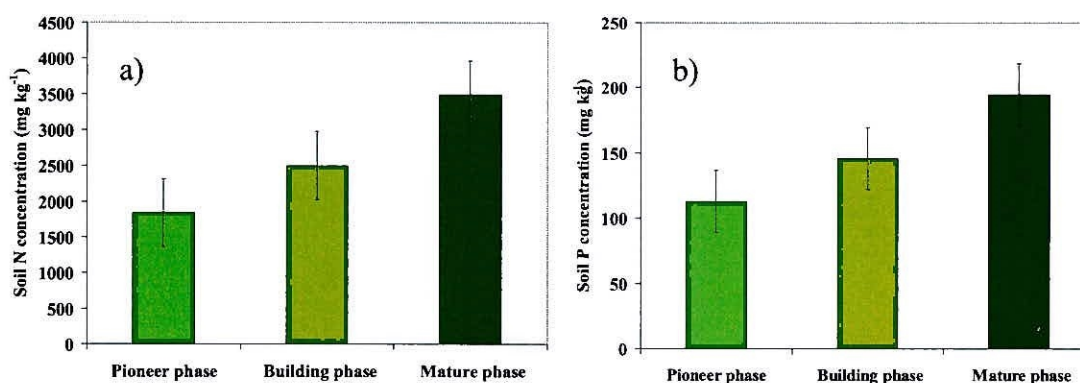 a)
Soil N concentration (mg kg⁻¹)
4500
4000
3500
3000
2500
2000
1500
1000
500
0
Pioneer phase Building phase Mature phase
b)
Soil P concentration (mg kg⁻¹)
250
200
150
100
50
0
Pioneer phase Building phase Mature phase